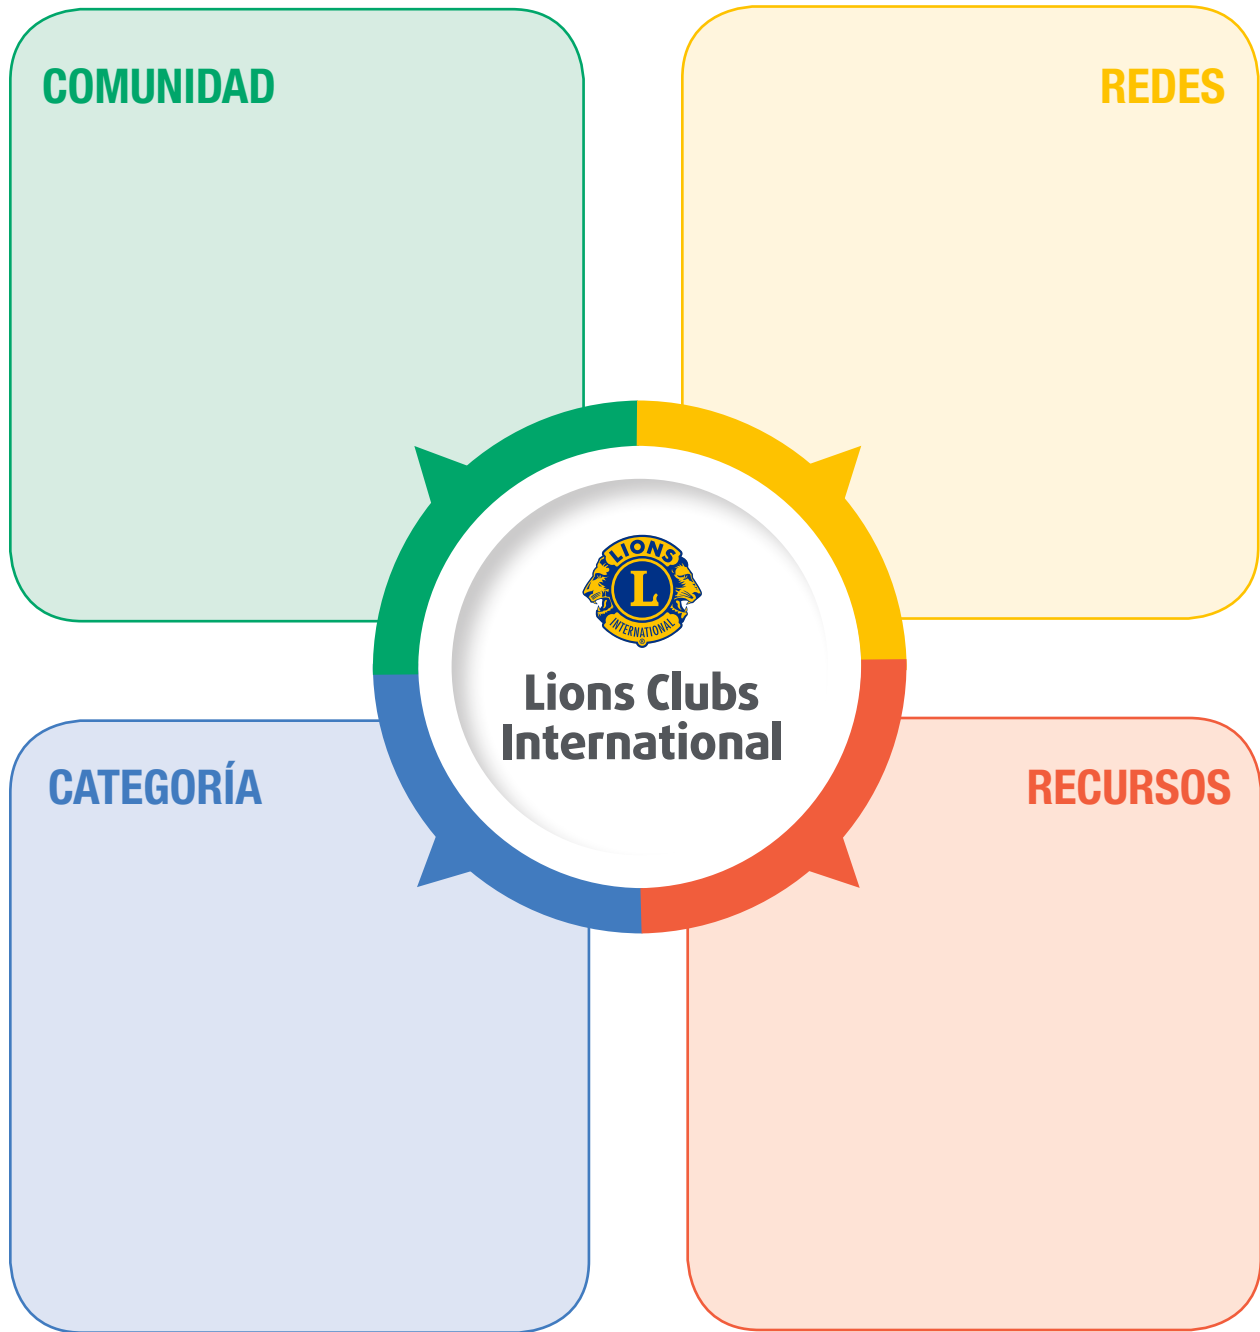 COMUNIDAD
REDES
LIONS
L
INTERNATIONAL
®
Lions Clubs
International
CATEGORÍA
RECURSOS